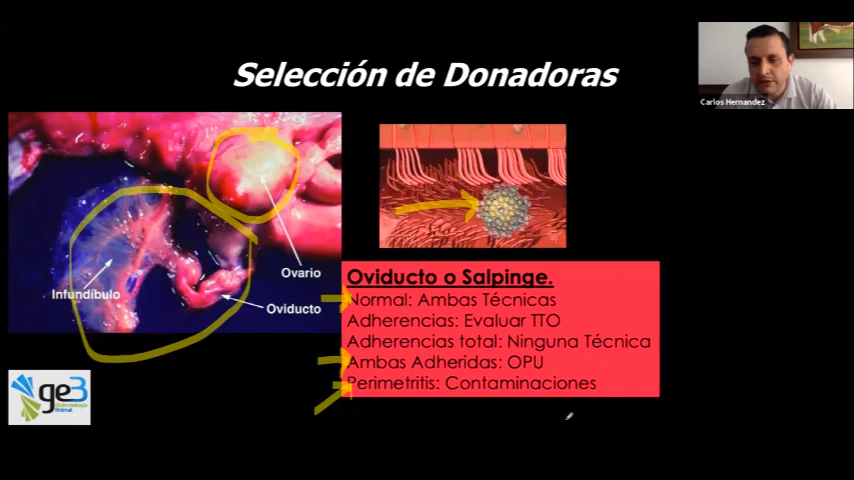 Selección de Donadoras
Carlos Hernandez
Ovario
Infundíbulo
Oviducto
Oviducto o Salpinge.
Normal: Ambas Técnicas
Adherencias: Evaluar TTO
Adherencias total: Ninguna Técnica
Ambas Adheridas: OPU
Perimetritis: Contaminaciones
ge3